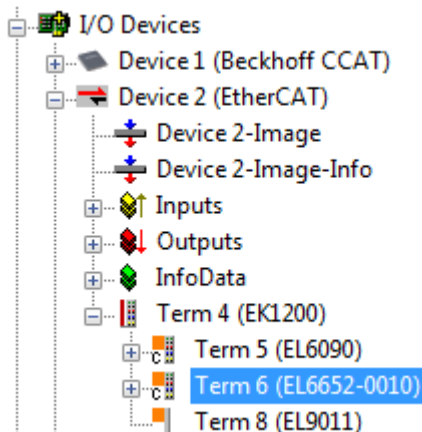 I/O Devices
Device 1 (Beckhoff CCAT)
Device 2 (EtherCAT)
Device 2-Image
Device 2-Image-Info
Inputs
Outputs
InfoData
Term 4 (EK1200)
Term 5 (EL6090)
Term 6 (EL6652-0010)
Term 8 (EL9011)